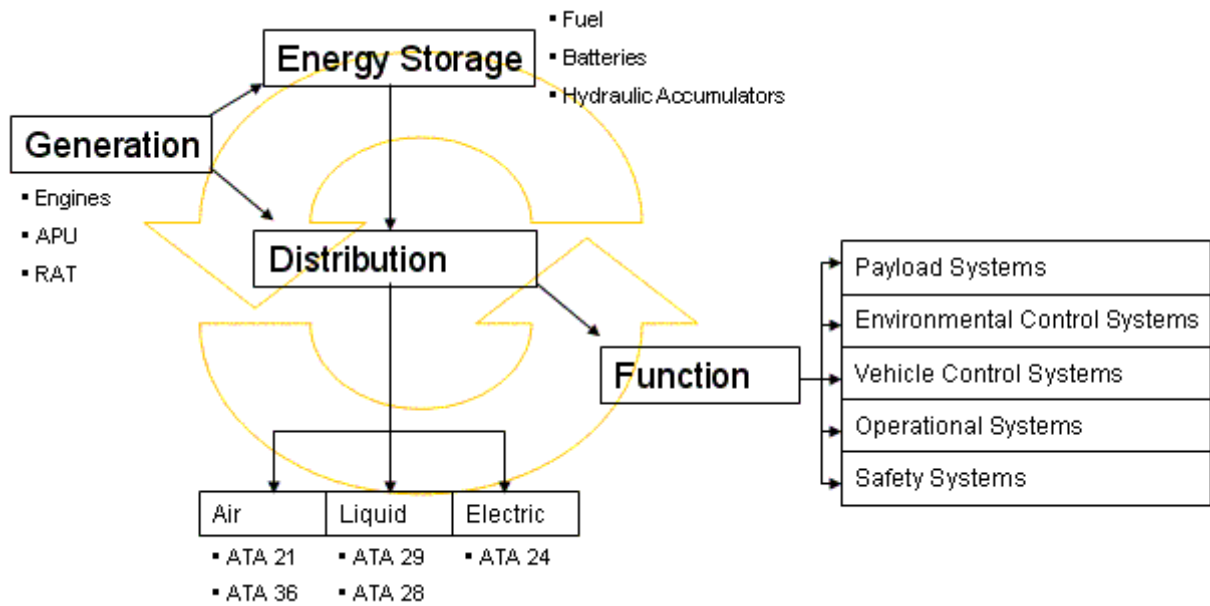 Energy Storage
▪ Fuel
▪ Batteries
▪ Hydraulic Accumulators
Generation
▪ Engines
▪ APU
▪ RAT
Distribution
Function
Payload Systems
Environmental Control Systems
Vehicle Control Systems
Operational Systems
Safety Systems
Air
▪ ATA 21
▪ ATA 36
Liquid
▪ ATA 29
▪ ATA 28
Electric
▪ ATA 24